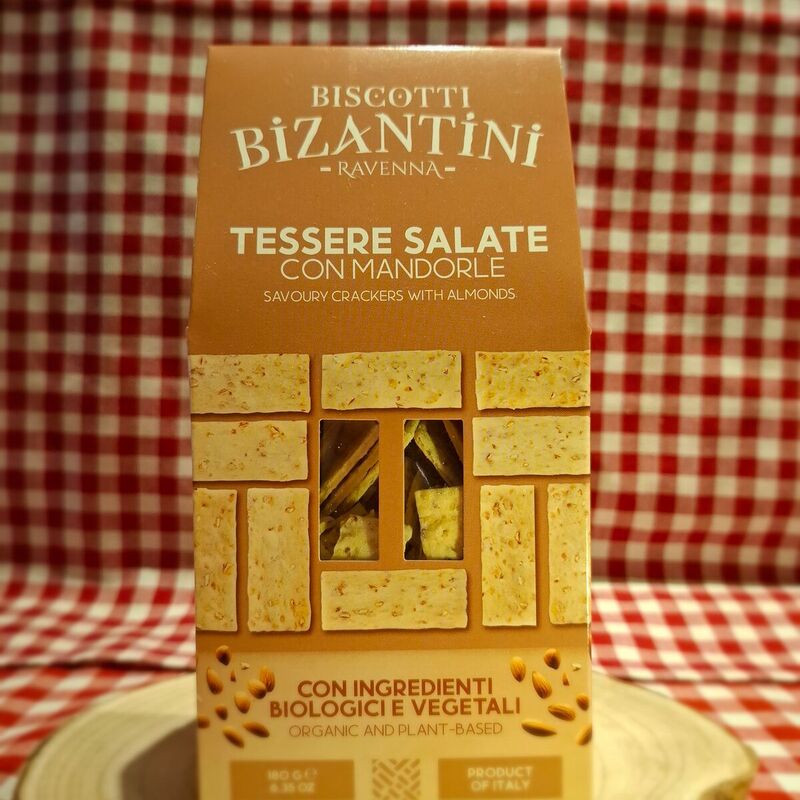 BISCOTTI
BIZANTINI
- RAVENNA -
TESSERE SALATE
CON MANDORLE
SAVOURY CRACKERS WITH ALMONDS
CON INGREDIENTI
BIOLOGICI E VEGETALI
ORGANIC AND PLANT-BASED
180 G ℮
6.35 OZ
PRODUCT
OF ITALY